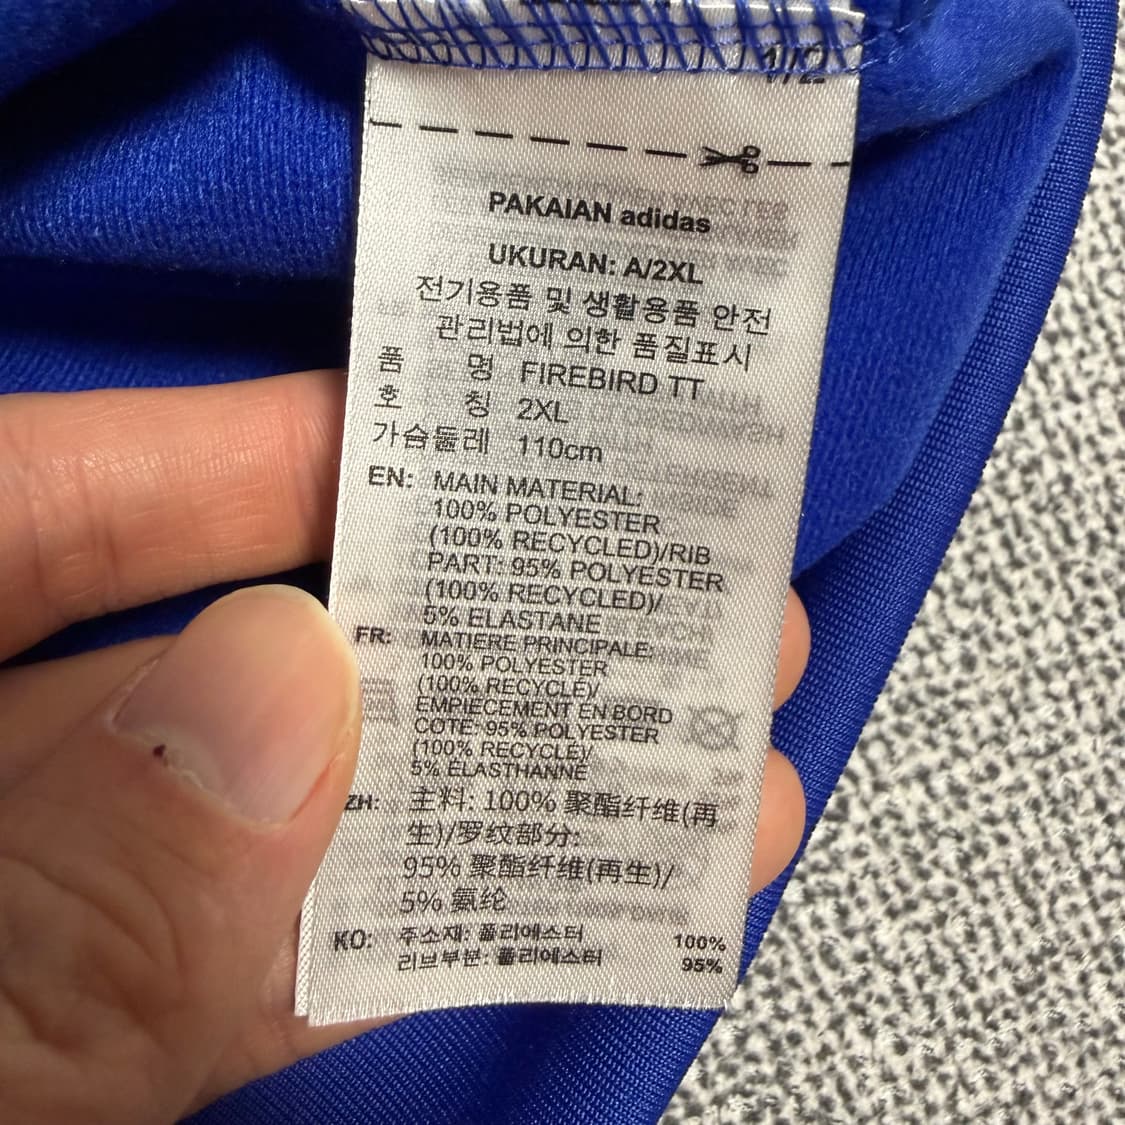 1/2
PAKAIAN adidas
UKURAN: A/2XL
전기용품 및 생활용품 안전
관리법에 의한 품질표시
품 명 FIREBIRD TT
호 칭 2XL
가슴둘레 110cm
EN: MAIN MATERIAL:
100% POLYESTER
(100% RECYCLED)/RIB
PART: 95% POLYESTER
(100% RECYCLED)/
5% ELASTANE
FR: MATIERE PRINCIPALE:
100% POLYESTER
(100% RECYCLE)/
EMPIECEMENT EN BORD
COTE: 95% POLYESTER
(100% RECYCLE)/
5% ELASTHANNE
ZH: 主料: 100% 聚酯纤维(再
生)/罗纹部分:
95% 聚酯纤维(再生)/
5% 氨纶
KO: 주소재: 폴리에스터 100%
리브부분: 폴리에스터 95%